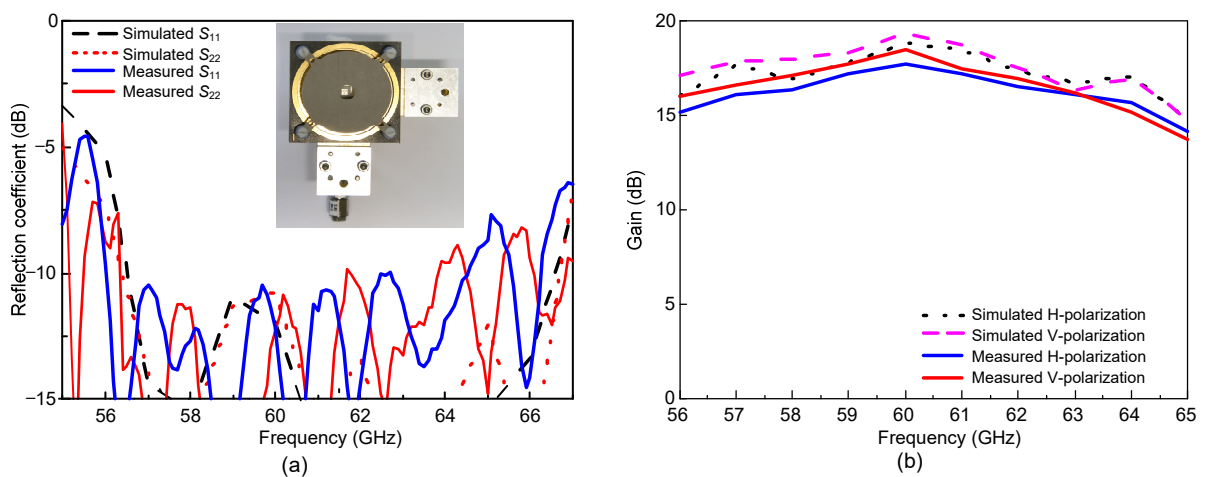 0
−5
−10
−15
Reflection coefficient (dB)
Simulated S11
Simulated S22
Measured S11
Measured S22
56 58 60 62 64 66
Frequency (GHz)
(a)
20
15
10
5
0
Gain (dB)
Simulated H-polarization
Simulated V-polarization
Measured H-polarization
Measured V-polarization
56 57 58 59 60 61 62 63 64 65
Frequency (GHz)
(b)